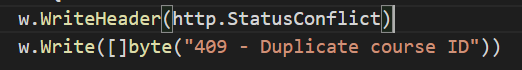 w.WriteHeader(http.StatusConflict)
w.Write([]byte("409 - Duplicate course ID"))